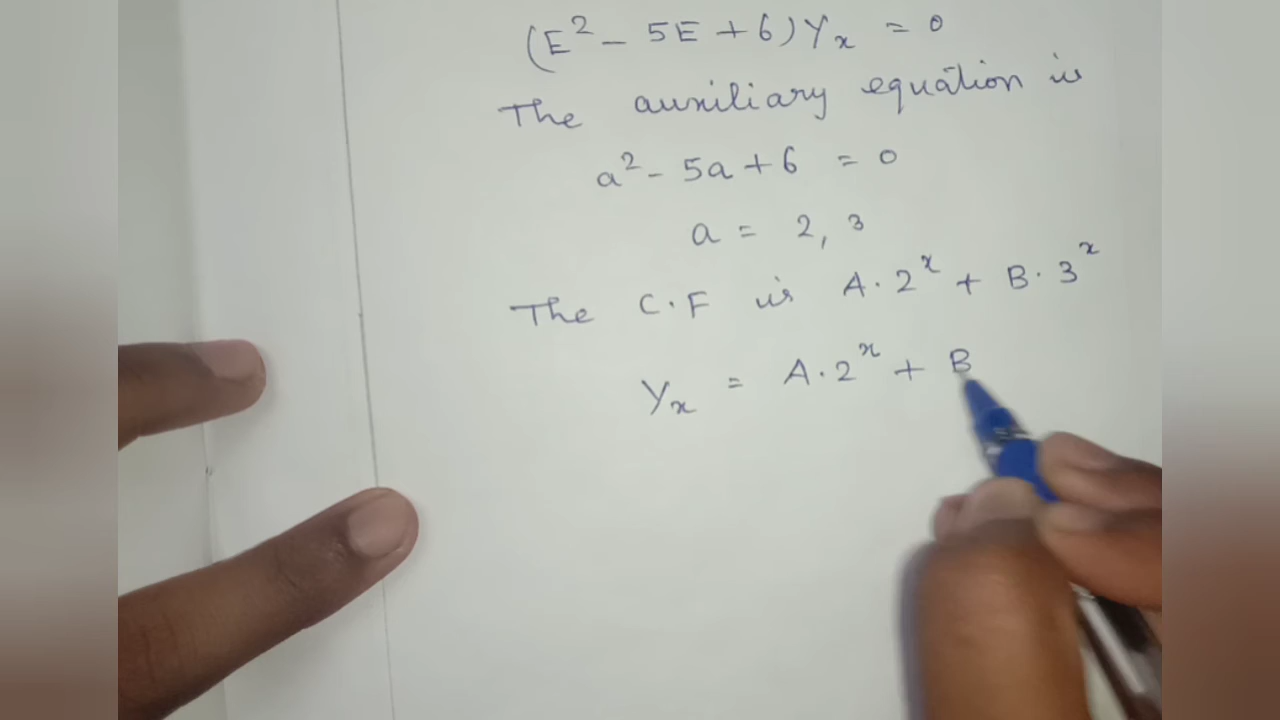 (E² - 5E + 6) Yₓ = 0
The auxiliary equation is
a² - 5a + 6 = 0
a = 2, 3
The C.F is A·2ˣ + B·3ˣ
Yₓ = A·2ˣ + B